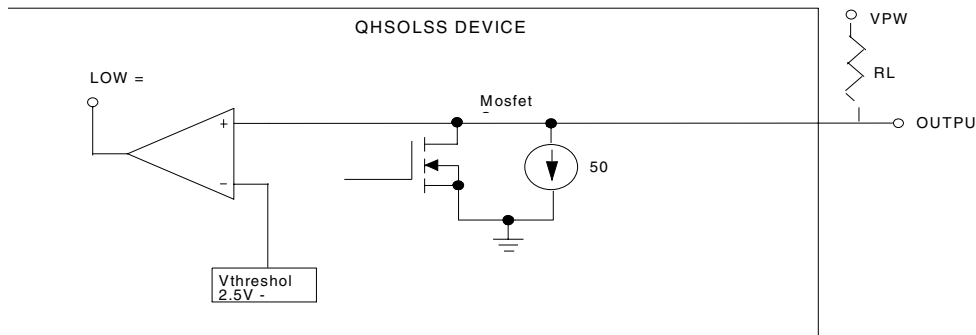 QHSOLSS DEVICE
VPW
RL
LOW =
Mosfet
+
OUTPU
50
−
Vthreshol
2.5V -